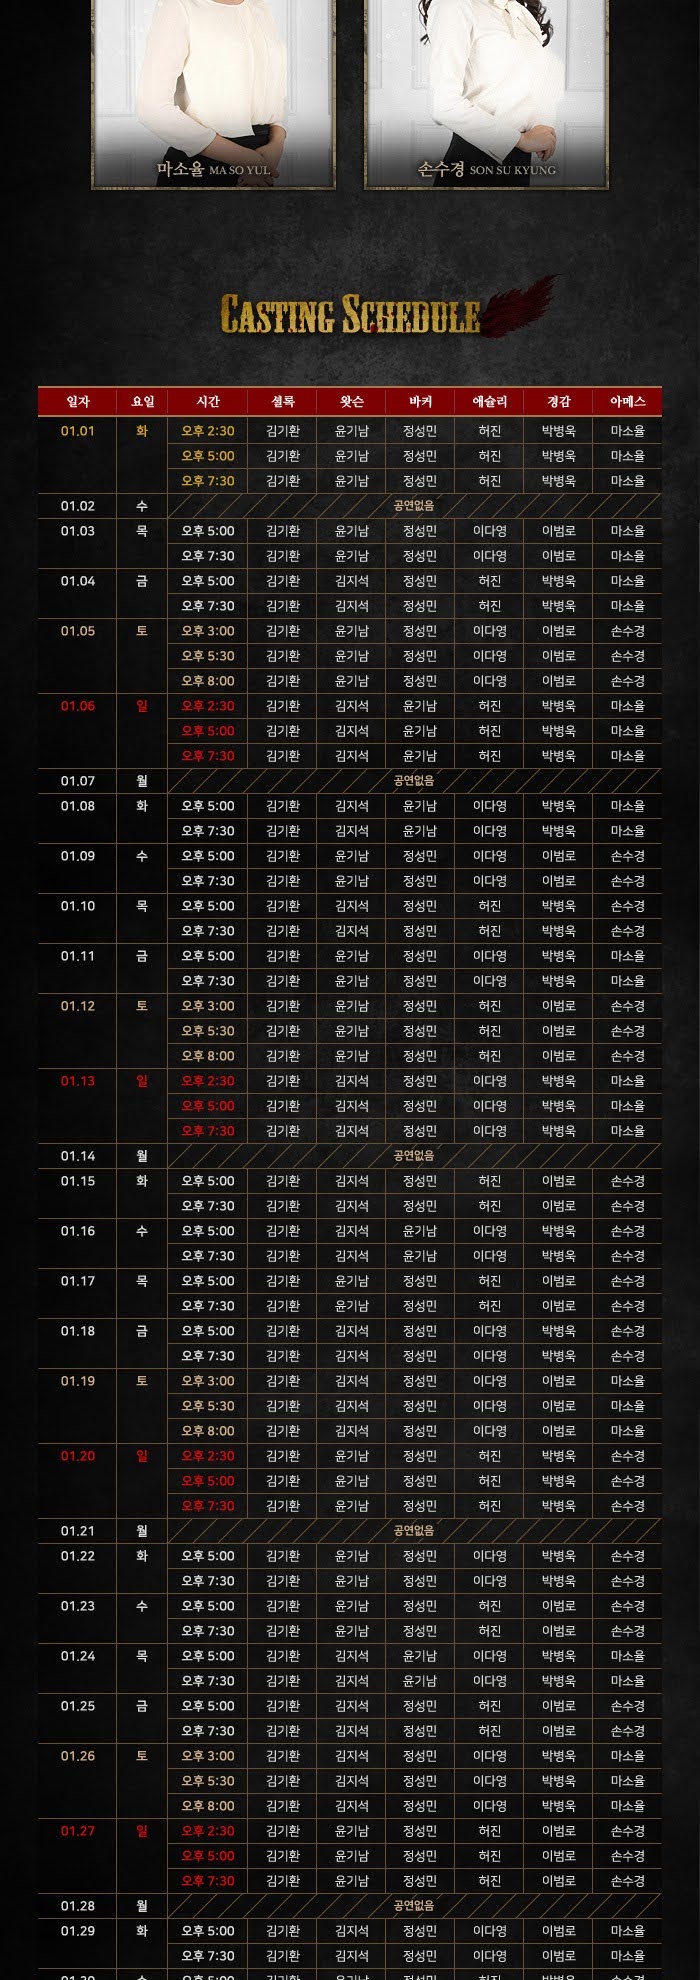 마소율 MA SO YUL
손수경 SON SU KYUNG
CASTING SCHEDULE
일자 요일 시간 셜록 왓슨 바커 애슐리 경감 아메스
01.01 화 오후 2:30 김기환 윤기남 정성민 허진 박병욱 마소율
오후 5:00 김기환 윤기남 정성민 허진 박병욱 마소율
오후 7:30 김기환 윤기남 정성민 허진 박병욱 마소율
01.02 수 공연없음
01.03 목 오후 5:00 김기환 윤기남 정성민 이다영 이범로 마소율
오후 7:30 김기환 윤기남 정성민 이다영 이범로 마소율
01.04 금 오후 5:00 김기환 김지석 정성민 허진 박병욱 마소율
오후 7:30 김기환 김지석 정성민 허진 박병욱 마소율
01.05 토 오후 3:00 김기환 윤기남 정성민 이다영 이범로 손수경
오후 5:30 김기환 윤기남 정성민 이다영 이범로 손수경
오후 8:00 김기환 윤기남 정성민 이다영 이범로 손수경
01.06 일 오후 2:30 김기환 김지석 윤기남 허진 박병욱 마소율
오후 5:00 김기환 김지석 윤기남 허진 박병욱 마소율
오후 7:30 김기환 김지석 윤기남 허진 박병욱 마소율
01.07 월 공연없음
01.08 화 오후 5:00 김기환 김지석 윤기남 이다영 박병욱 마소율
오후 7:30 김기환 김지석 윤기남 이다영 박병욱 마소율
01.09 수 오후 5:00 김기환 윤기남 정성민 이다영 이범로 손수경
오후 7:30 김기환 윤기남 정성민 이다영 이범로 손수경
01.10 목 오후 5:00 김기환 김지석 정성민 허진 박병욱 손수경
오후 7:30 김기환 김지석 정성민 허진 박병욱 손수경
01.11 금 오후 5:00 김기환 윤기남 정성민 이다영 박병욱 마소율
오후 7:30 김기환 윤기남 정성민 이다영 박병욱 마소율
01.12 토 오후 3:00 김기환 윤기남 정성민 허진 이범로 손수경
오후 5:30 김기환 윤기남 정성민 허진 이범로 손수경
오후 8:00 김기환 윤기남 정성민 허진 이범로 손수경
01.13 일 오후 2:30 김기환 김지석 정성민 이다영 박병욱 마소율
오후 5:00 김기환 김지석 정성민 이다영 박병욱 마소율
오후 7:30 김기환 김지석 정성민 이다영 박병욱 마소율
01.14 월 공연없음
01.15 화 오후 5:00 김기환 김지석 정성민 허진 이범로 손수경
오후 7:30 김기환 김지석 정성민 허진 이범로 손수경
01.16 수 오후 5:00 김기환 김지석 윤기남 이다영 박병욱 손수경
오후 7:30 김기환 김지석 윤기남 이다영 박병욱 손수경
01.17 목 오후 5:00 김기환 윤기남 정성민 허진 이범로 손수경
오후 7:30 김기환 윤기남 정성민 허진 이범로 손수경
01.18 금 오후 5:00 김기환 김지석 정성민 이다영 박병욱 손수경
오후 7:30 김기환 김지석 정성민 이다영 박병욱 손수경
01.19 토 오후 3:00 김기환 김지석 정성민 이다영 이범로 마소율
오후 5:30 김기환 김지석 정성민 이다영 이범로 마소율
오후 8:00 김기환 김지석 정성민 이다영 이범로 마소율
01.20 일 오후 2:30 김기환 윤기남 정성민 허진 박병욱 손수경
오후 5:00 김기환 윤기남 정성민 허진 박병욱 손수경
오후 7:30 김기환 윤기남 정성민 허진 박병욱 손수경
01.21 월 공연없음
01.22 화 오후 5:00 김기환 윤기남 정성민 이다영 박병욱 손수경
오후 7:30 김기환 윤기남 정성민 이다영 박병욱 손수경
01.23 수 오후 5:00 김기환 윤기남 정성민 허진 이범로 손수경
오후 7:30 김기환 윤기남 정성민 허진 이범로 손수경
01.24 목 오후 5:00 김기환 김지석 윤기남 이다영 박병욱 마소율
오후 7:30 김기환 김지석 윤기남 이다영 박병욱 마소율
01.25 금 오후 5:00 김기환 김지석 정성민 허진 이범로 손수경
오후 7:30 김기환 김지석 정성민 허진 이범로 손수경
01.26 토 오후 3:00 김기환 김지석 정성민 이다영 박병욱 마소율
오후 5:30 김기환 김지석 정성민 이다영 박병욱 마소율
오후 8:00 김기환 김지석 정성민 이다영 박병욱 마소율
01.27 일 오후 2:30 김기환 윤기남 정성민 허진 이범로 손수경
오후 5:00 김기환 윤기남 정성민 허진 이범로 손수경
오후 7:30 김기환 윤기남 정성민 허진 이범로 손수경
01.28 월 공연없음
01.29 화 오후 5:00 김기환 김지석 정성민 이다영 이범로 마소율
오후 7:30 김기환 김지석 정성민 이다영 이범로 마소율